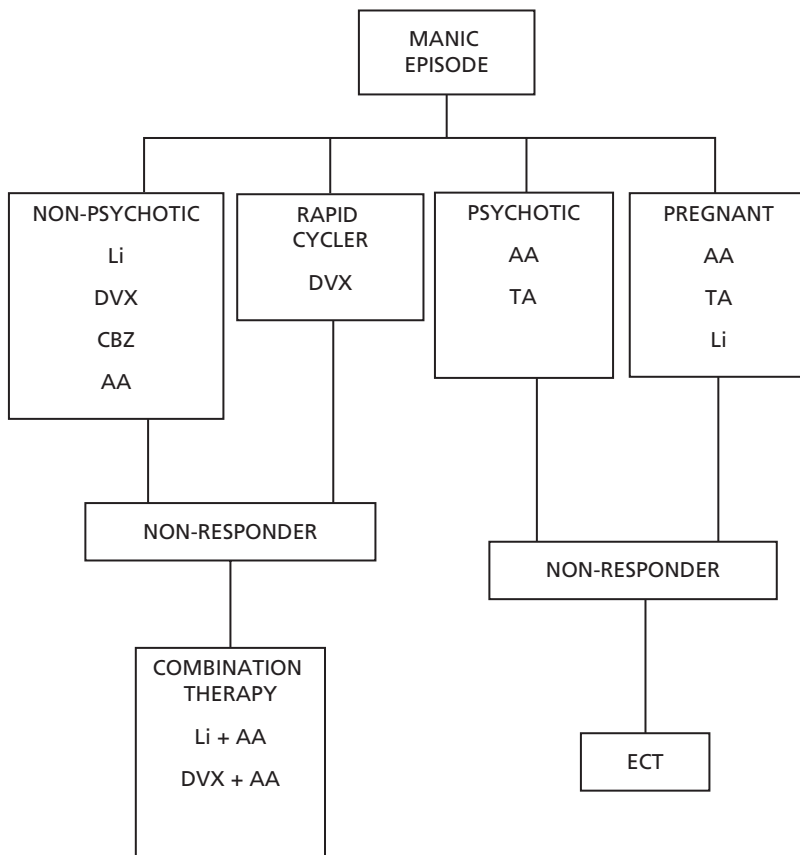 MANIC
EPISODE
NON-PSYCHOTIC
Li
DVX
CBZ
AA
RAPID
CYCLER
DVX
PSYCHOTIC
AA
TA
PREGNANT
AA
TA
Li
NON-RESPONDER
NON-RESPONDER
COMBINATION
THERAPY
Li + AA
DVX + AA
ECT